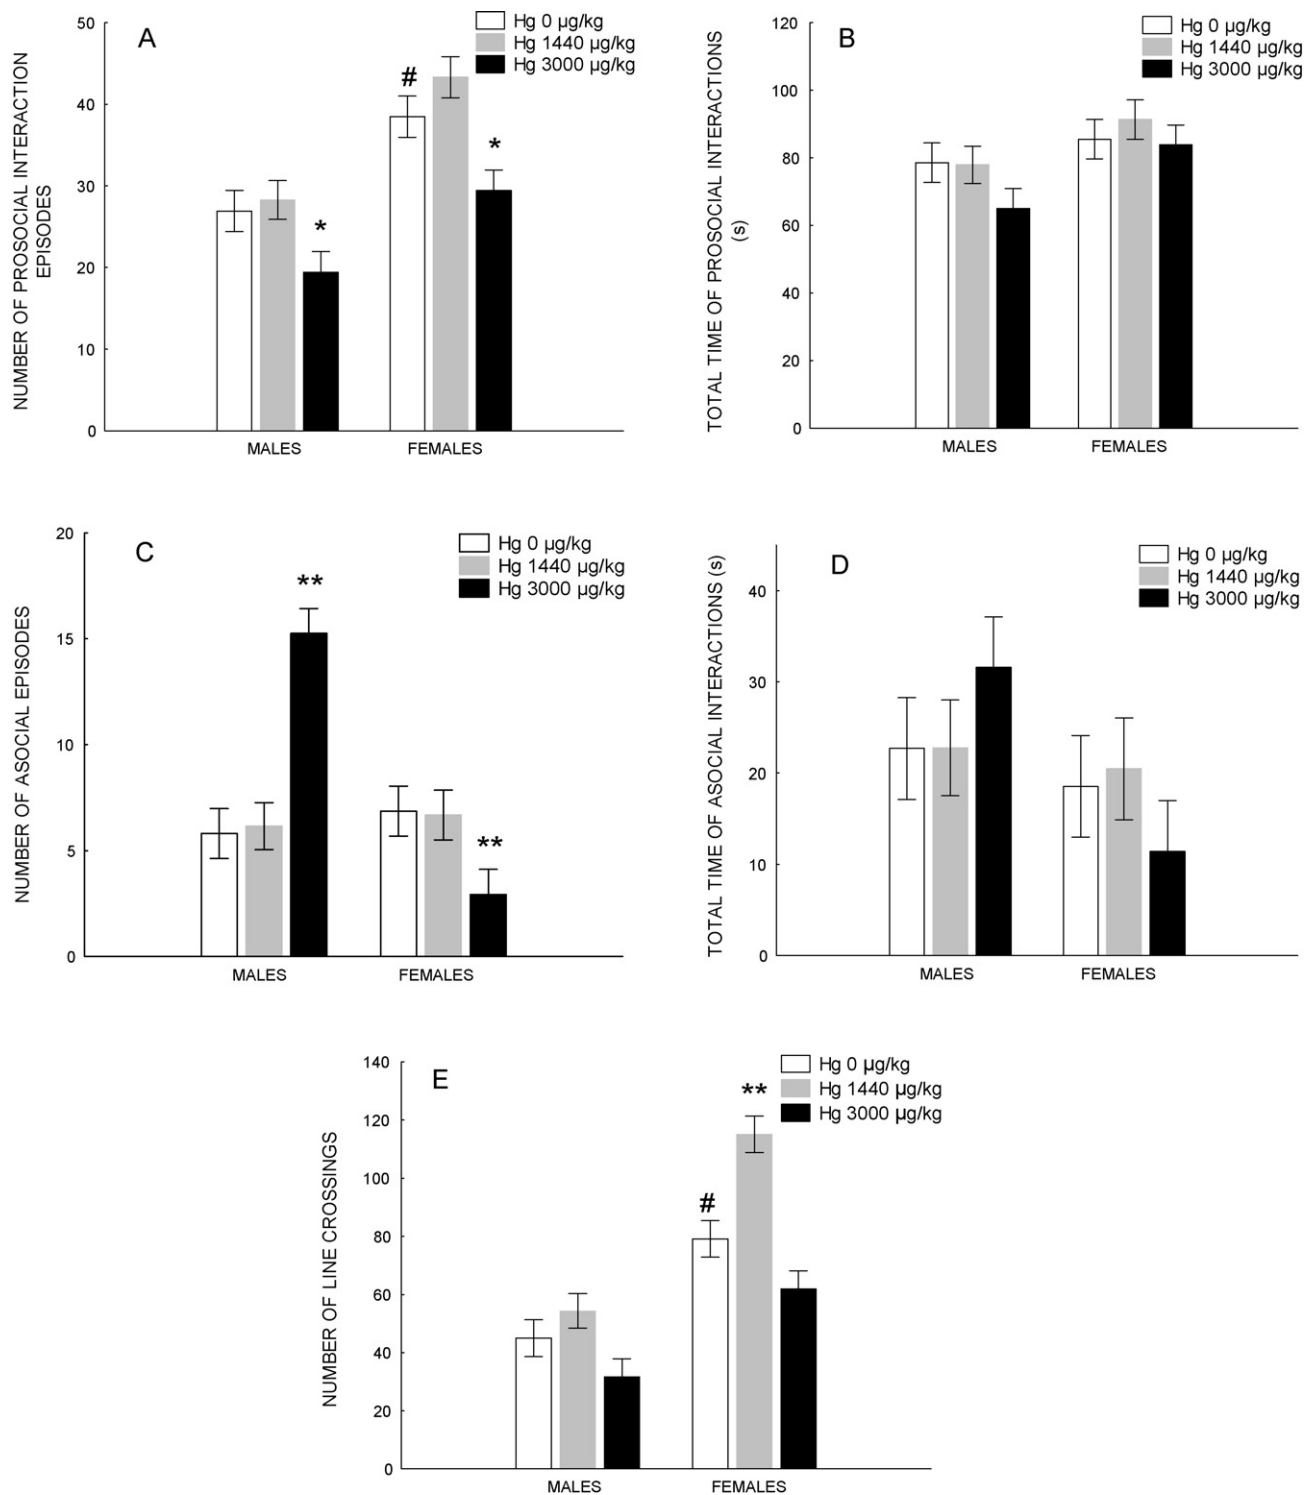 A
Hg 0 µg/kg
Hg 1440 µg/kg
Hg 3000 µg/kg
NUMBER OF PROSOCIAL INTERACTION
EPISODES
50
40
30
20
10
0
#
*
*
MALES
FEMALES
B
Hg 0 µg/kg
Hg 1440 µg/kg
Hg 3000 µg/kg
TOTAL TIME OF PROSOCIAL INTERACTIONS
(s)
120
100
80
60
40
20
0
MALES
FEMALES
C
Hg 0 µg/kg
Hg 1440 µg/kg
Hg 3000 µg/kg
NUMBER OF ASOCIAL EPISODES
20
15
10
5
0
**
**
MALES
FEMALES
D
Hg 0 µg/kg
Hg 1440 µg/kg
Hg 3000 µg/kg
TOTAL TIME OF ASOCIAL INTERACTIONS (s)
40
30
20
10
0
MALES
FEMALES
E
Hg 0 µg/kg
Hg 1440 µg/kg
Hg 3000 µg/kg
NUMBER OF LINE CROSSINGS
140
120
100
80
60
40
20
0
**
#
MALES
FEMALES